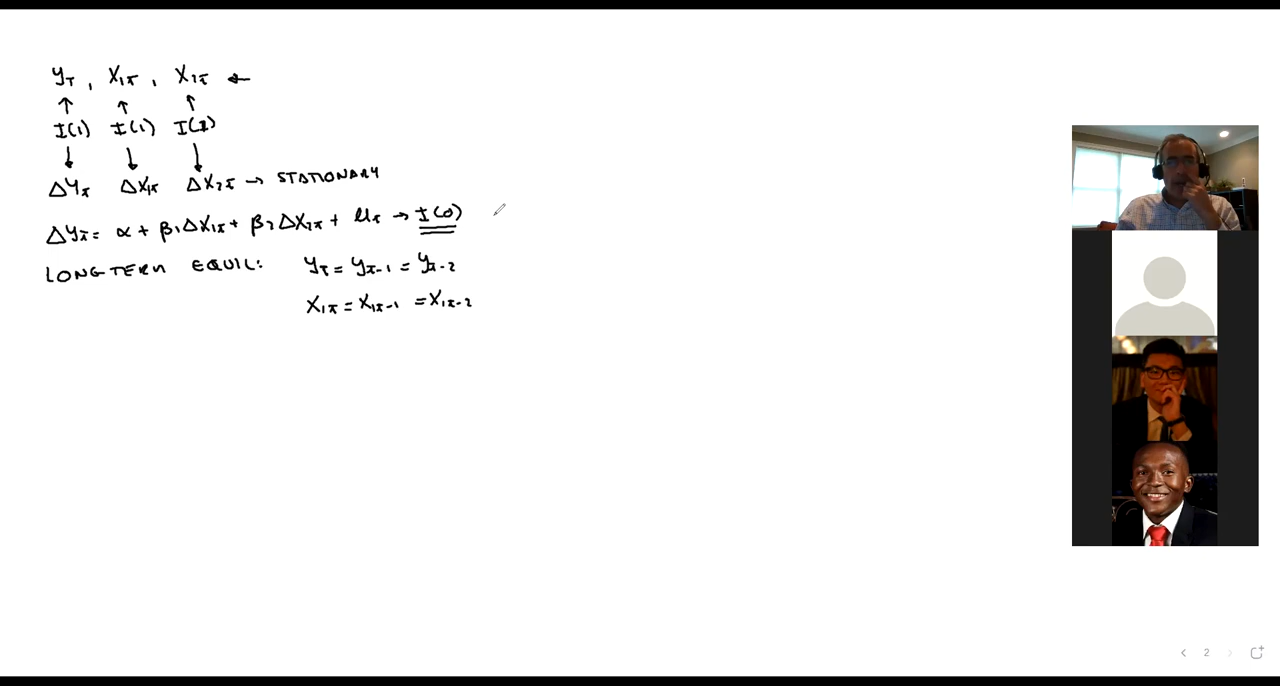 yₜ , X₁ₜ , X₂ₜ ←
↑ ↑ ↑
I(1) I(1) I(1)
↓ ↓ ↓
Δyₜ ΔX₁ₜ ΔX₂ₜ → STATIONARY
Δyₜ = α + β₁ΔX₁ₜ + β₂ΔX₂ₜ + uₜ → I(0)
LONG TERM EQUIL: yₜ = yₜ₋₁ = yₜ₋₂
X₁ₜ = X₁ₜ₋₁ = X₁ₜ₋₂
2